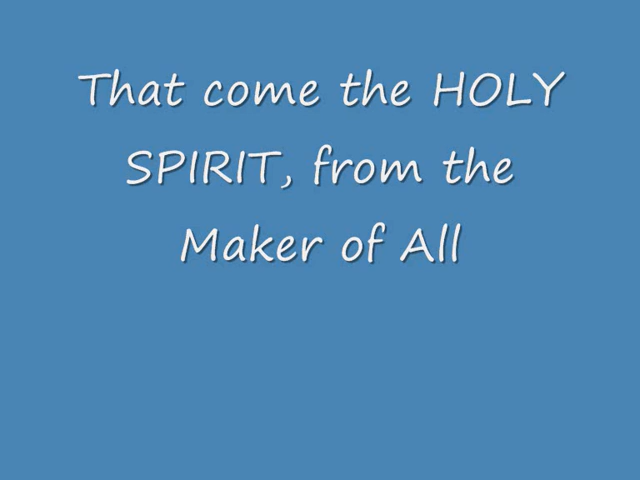 That come the HOLY
SPIRIT, from the
Maker of All